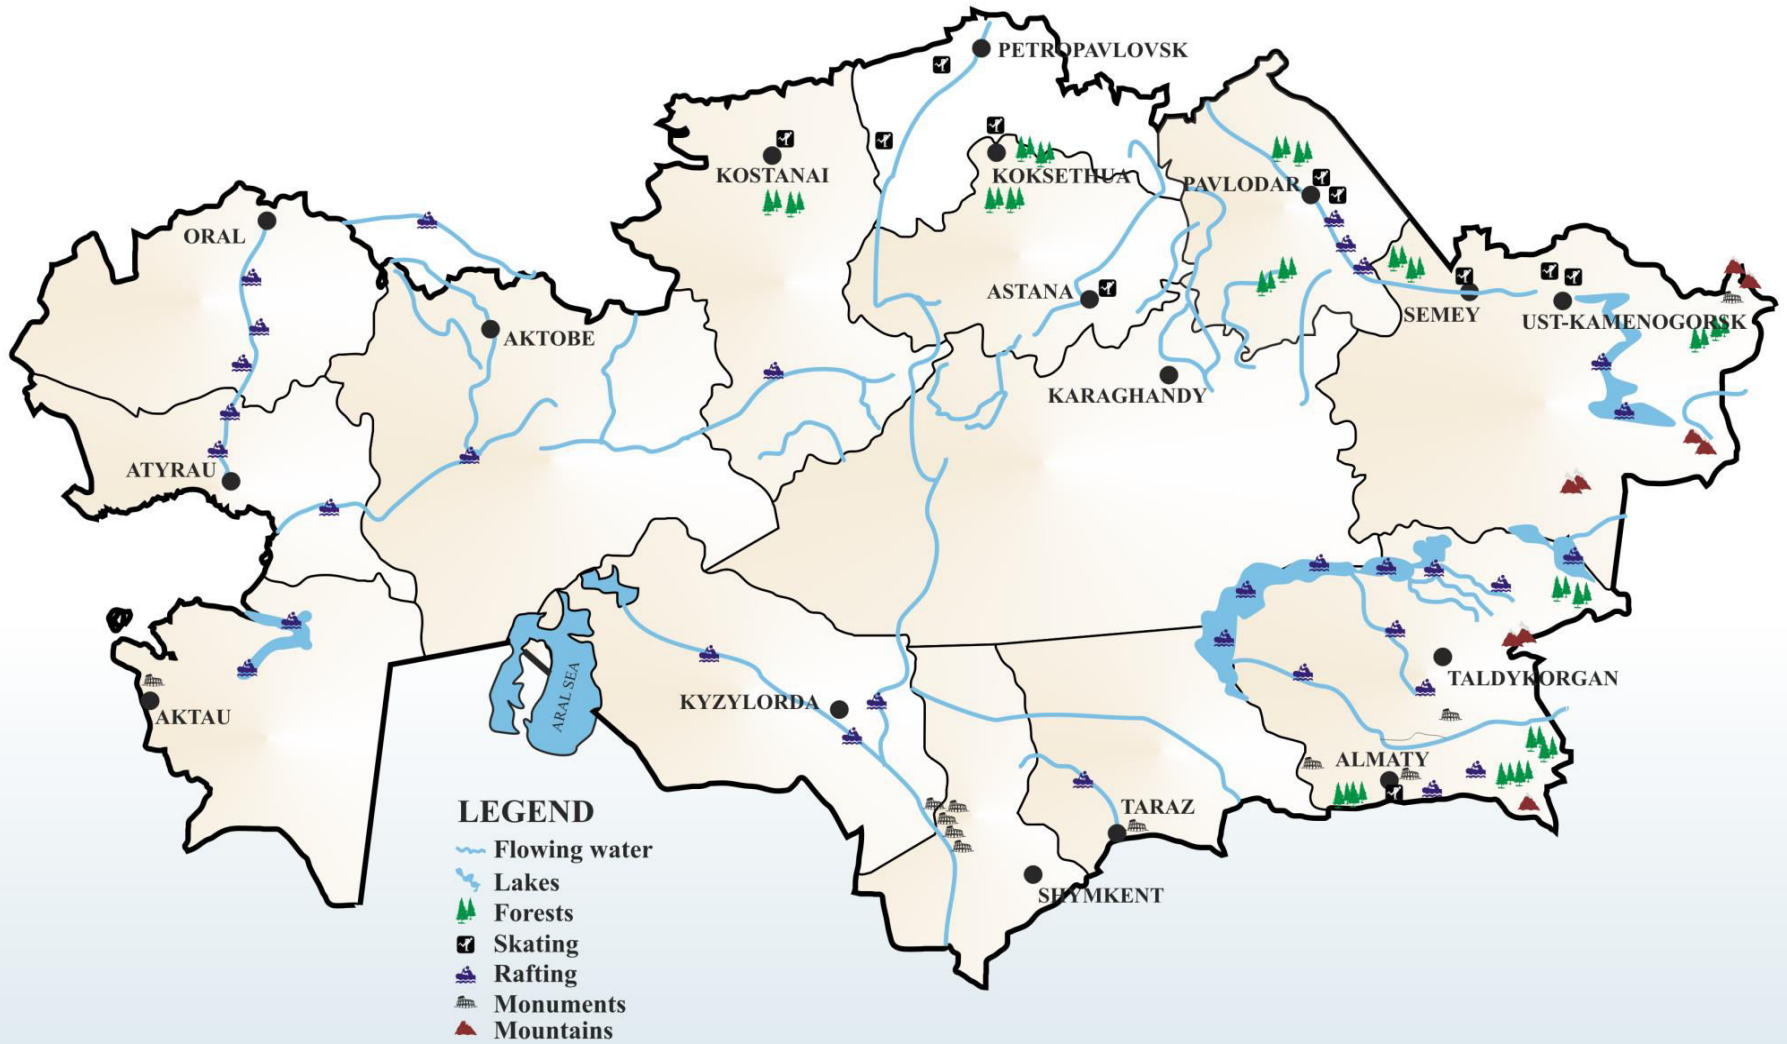 PETROPAVLOVSK
KOSTANAI
KOKSETHUA
PAVLODAR
ORAL
ASTANA
SEMEY
UST-KAMENOGORSK
AKTOBE
KARAGHANDY
ATYRAU
TALDYKORGAN
ARAL SEA
KYZYLORDA
AKTAU
ALMATY
TARAZ
SHYMKENT
LEGEND
Flowing water
Lakes
Forests
Skating
Rafting
Monuments
Mountains